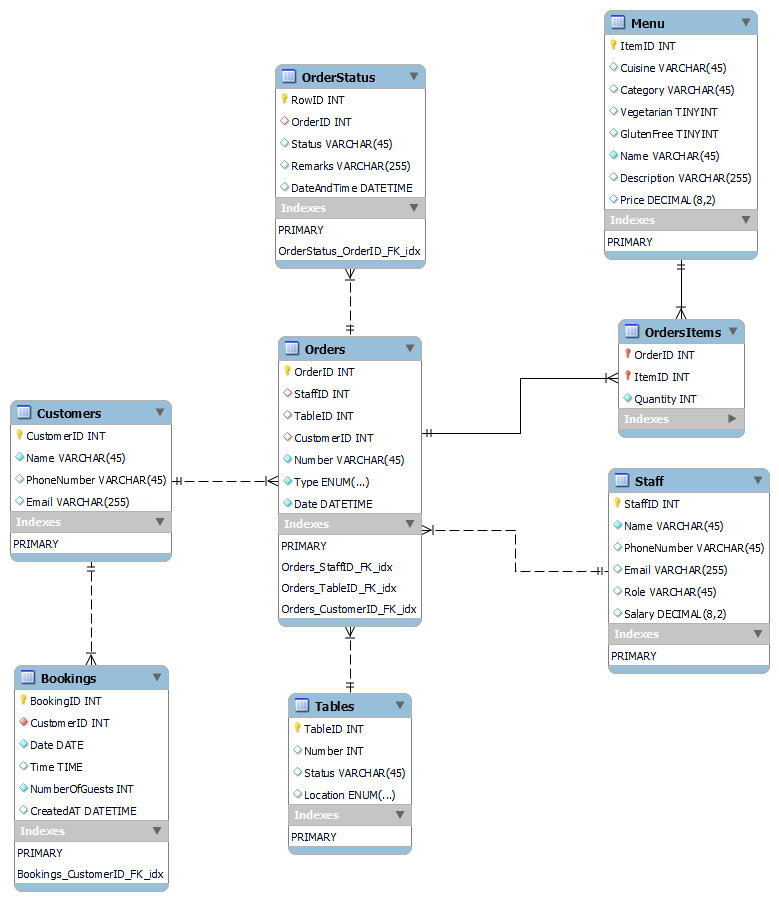 Menu
ItemID INT
Cuisine VARCHAR(45)
Category VARCHAR(45)
Vegetarian TINYINT
GlutenFree TINYINT
Name VARCHAR(45)
Description VARCHAR(255)
Price DECIMAL(8,2)
Indexes
PRIMARY
OrderStatus
RowID INT
OrderID INT
Status VARCHAR(45)
Remarks VARCHAR(255)
DateAndTime DATETIME
Indexes
PRIMARY
OrderStatus_OrderID_FK_idx
OrdersItems
OrderID INT
ItemID INT
Quantity INT
Indexes
Orders
OrderID INT
StaffID INT
TableID INT
CustomerID INT
Number VARCHAR(45)
Type ENUM(...)
Date DATETIME
Indexes
PRIMARY
Orders_StaffID_FK_idx
Orders_TableID_FK_idx
Orders_CustomerID_FK_idx
Customers
CustomerID INT
Name VARCHAR(45)
PhoneNumber VARCHAR(45)
Email VARCHAR(255)
Indexes
PRIMARY
Staff
StaffID INT
Name VARCHAR(45)
PhoneNumber VARCHAR(45)
Email VARCHAR(255)
Role VARCHAR(45)
Salary DECIMAL(8,2)
Indexes
PRIMARY
Bookings
BookingID INT
CustomerID INT
Date DATE
Time TIME
NumberOfGuests INT
CreatedAT DATETIME
Indexes
PRIMARY
Bookings_CustomerID_FK_idx
Tables
TableID INT
Number INT
Status VARCHAR(45)
Location ENUM(...)
Indexes
PRIMARY